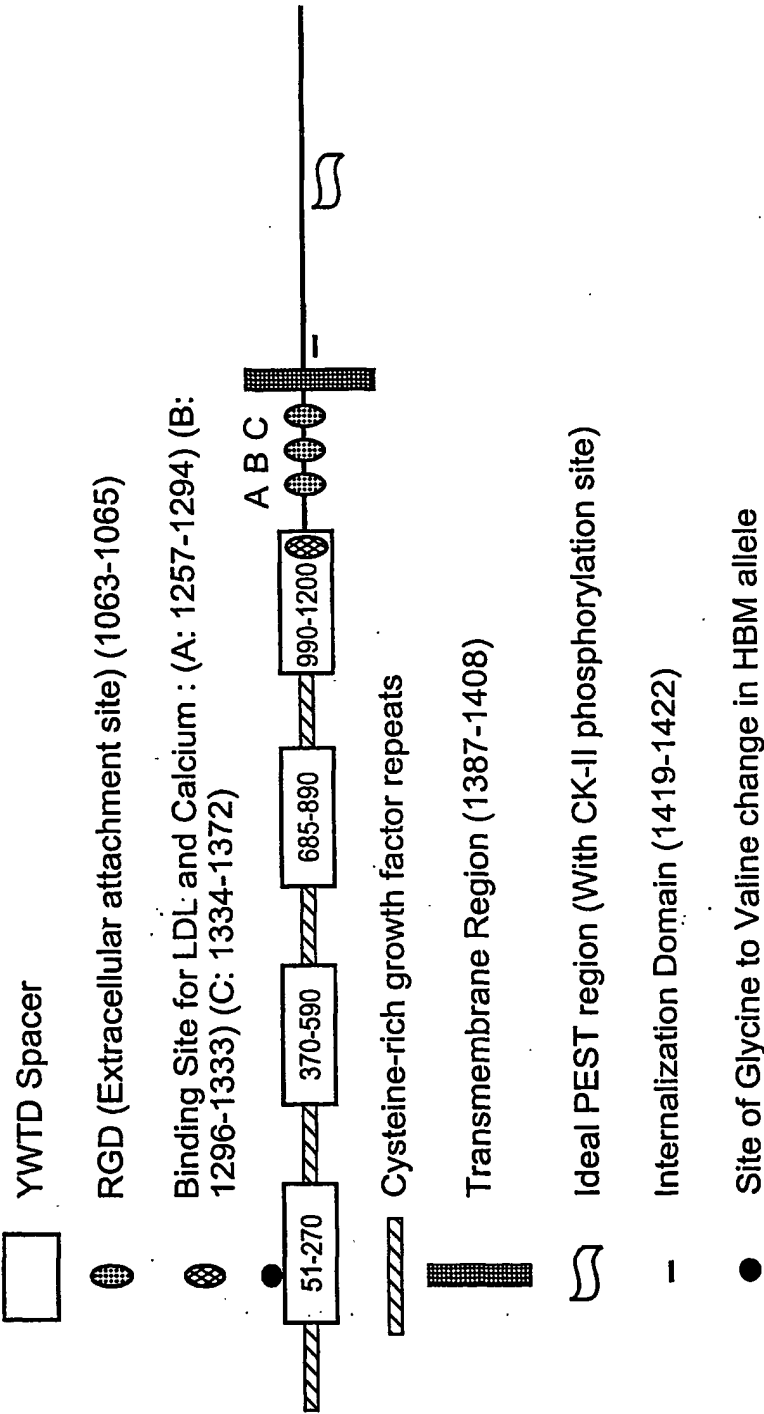 YWTD Spacer
RGD (Extracellular attachment site) (1063-1065)
Binding Site for LDL and Calcium : (A: 1257-1294) (B:
1296-1333) (C: 1334-1372)
A B C
51-270
370-590
685-890
990-1200
Cysteine-rich growth factor repeats
Transmembrane Region (1387-1408)
Ideal PEST region (With CK-II phosphorylation site)
Internalization Domain (1419-1422)
Site of Glycine to Valine change in HBM allele